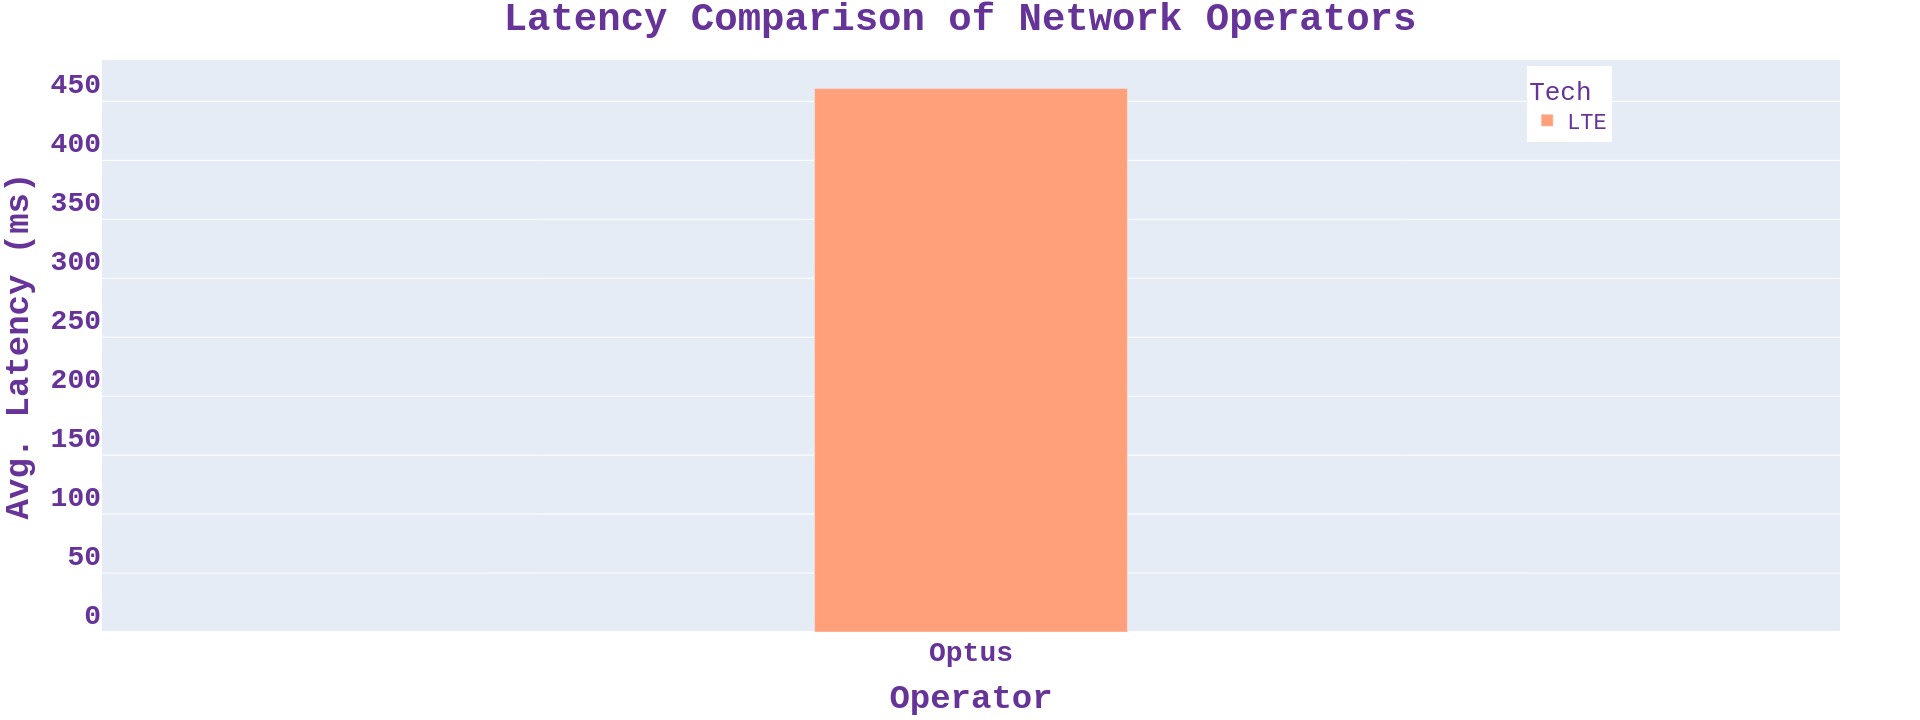 Latency Comparison of Network Operators
Avg. Latency (ms)
450
400
350
300
250
200
150
100
50
0
Tech
LTE
Optus
Operator